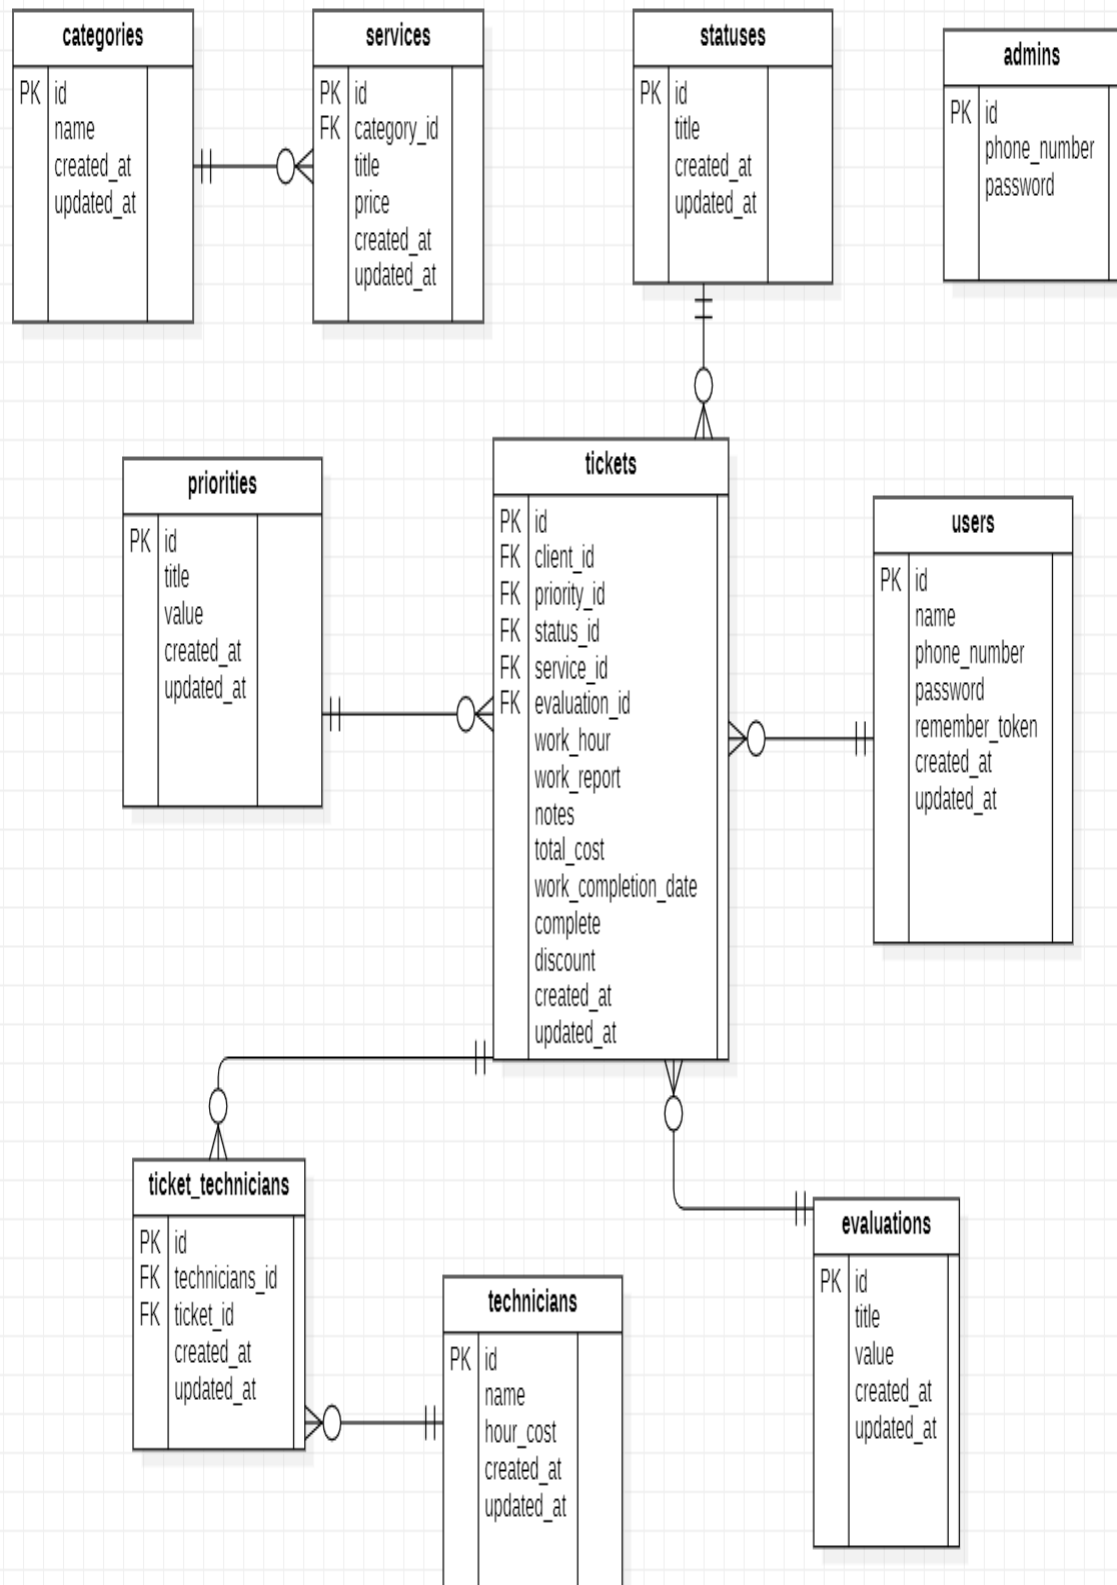 categories
PK id
name
created_at
updated_at
services
PK id
FK category_id
title
price
created_at
updated_at
statuses
PK id
title
created_at
updated_at
admins
PK id
phone_number
password
priorities
PK id
title
value
created_at
updated_at
tickets
PK id
FK client_id
FK priority_id
FK status_id
FK service_id
FK evaluation_id
work_hour
work_report
notes
total_cost
work_completion_date
complete
discount
created_at
updated_at
users
PK id
name
phone_number
password
remember_token
created_at
updated_at
ticket_technicians
PK id
FK technicians_id
FK ticket_id
created_at
updated_at
technicians
PK id
name
hour_cost
created_at
updated_at
evaluations
PK id
title
value
created_at
updated_at